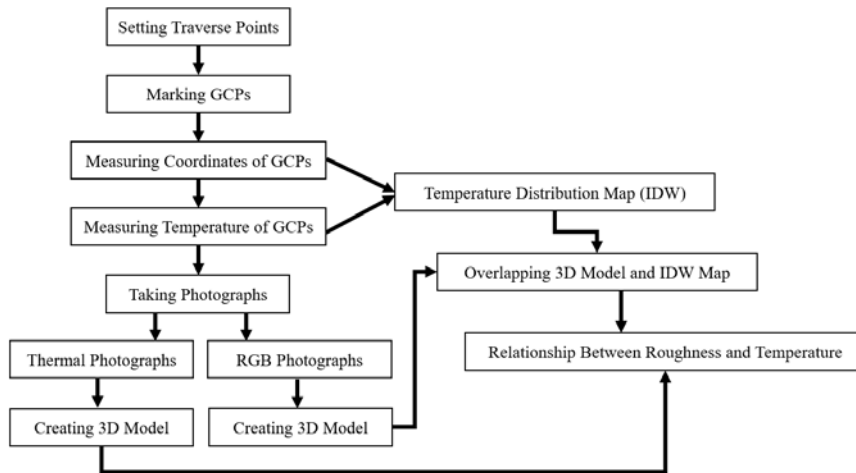 Setting Traverse Points
Marking GCPs
Measuring Coordinates of GCPs
Temperature Distribution Map (IDW)
Measuring Temperature of GCPs
Overlapping 3D Model and IDW Map
Taking Photographs
Thermal Photographs
RGB Photographs
Relationship Between Roughness and Temperature
Creating 3D Model
Creating 3D Model